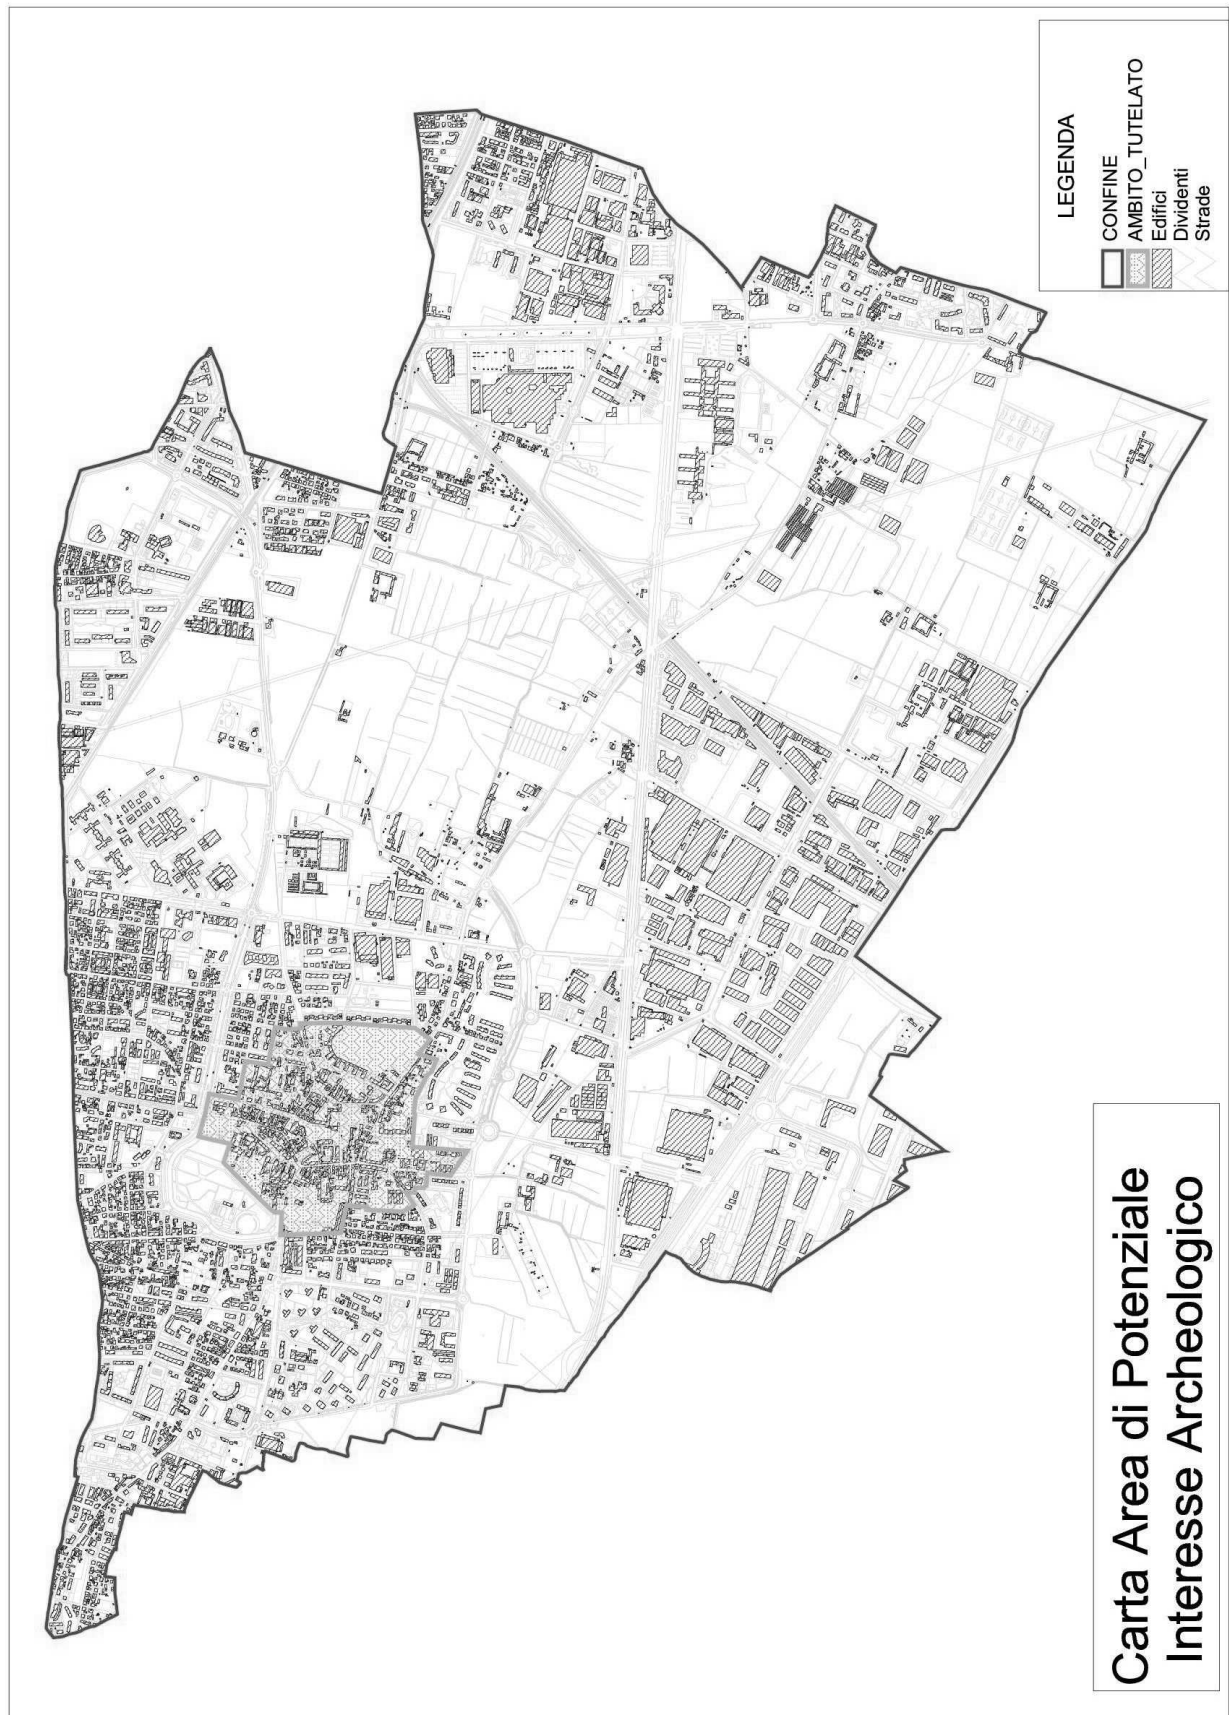 LEGENDA
CONFINE
AMBITO_TUTELATO
Edifici
Dividenti
Strade
Carta Area di Potenziale
Interesse Archeologico